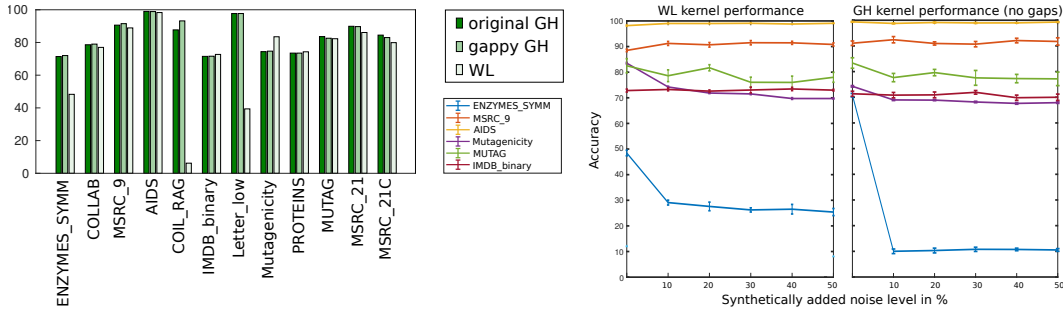 100
80
60
40
20
0
ENZYMES_SYMM
COLLAB
MSRC_9
AIDS
COIL_RAG
IMDB_binary
Letter_low
Mutagenicity
PROTEINS
MUTAG
MSRC_21
MSRC_21C
original GH
gappy GH
WL
ENZYMES_SYMM
MSRC_9
AIDS
Mutagenicity
MUTAG
IMDB_binary
WL kernel performance
GH kernel performance (no gaps)
Accuracy
100
90
80
70
60
50
40
30
20
10
0
10
20
30
40
50
10
20
30
40
50
Synthetically added noise level in %